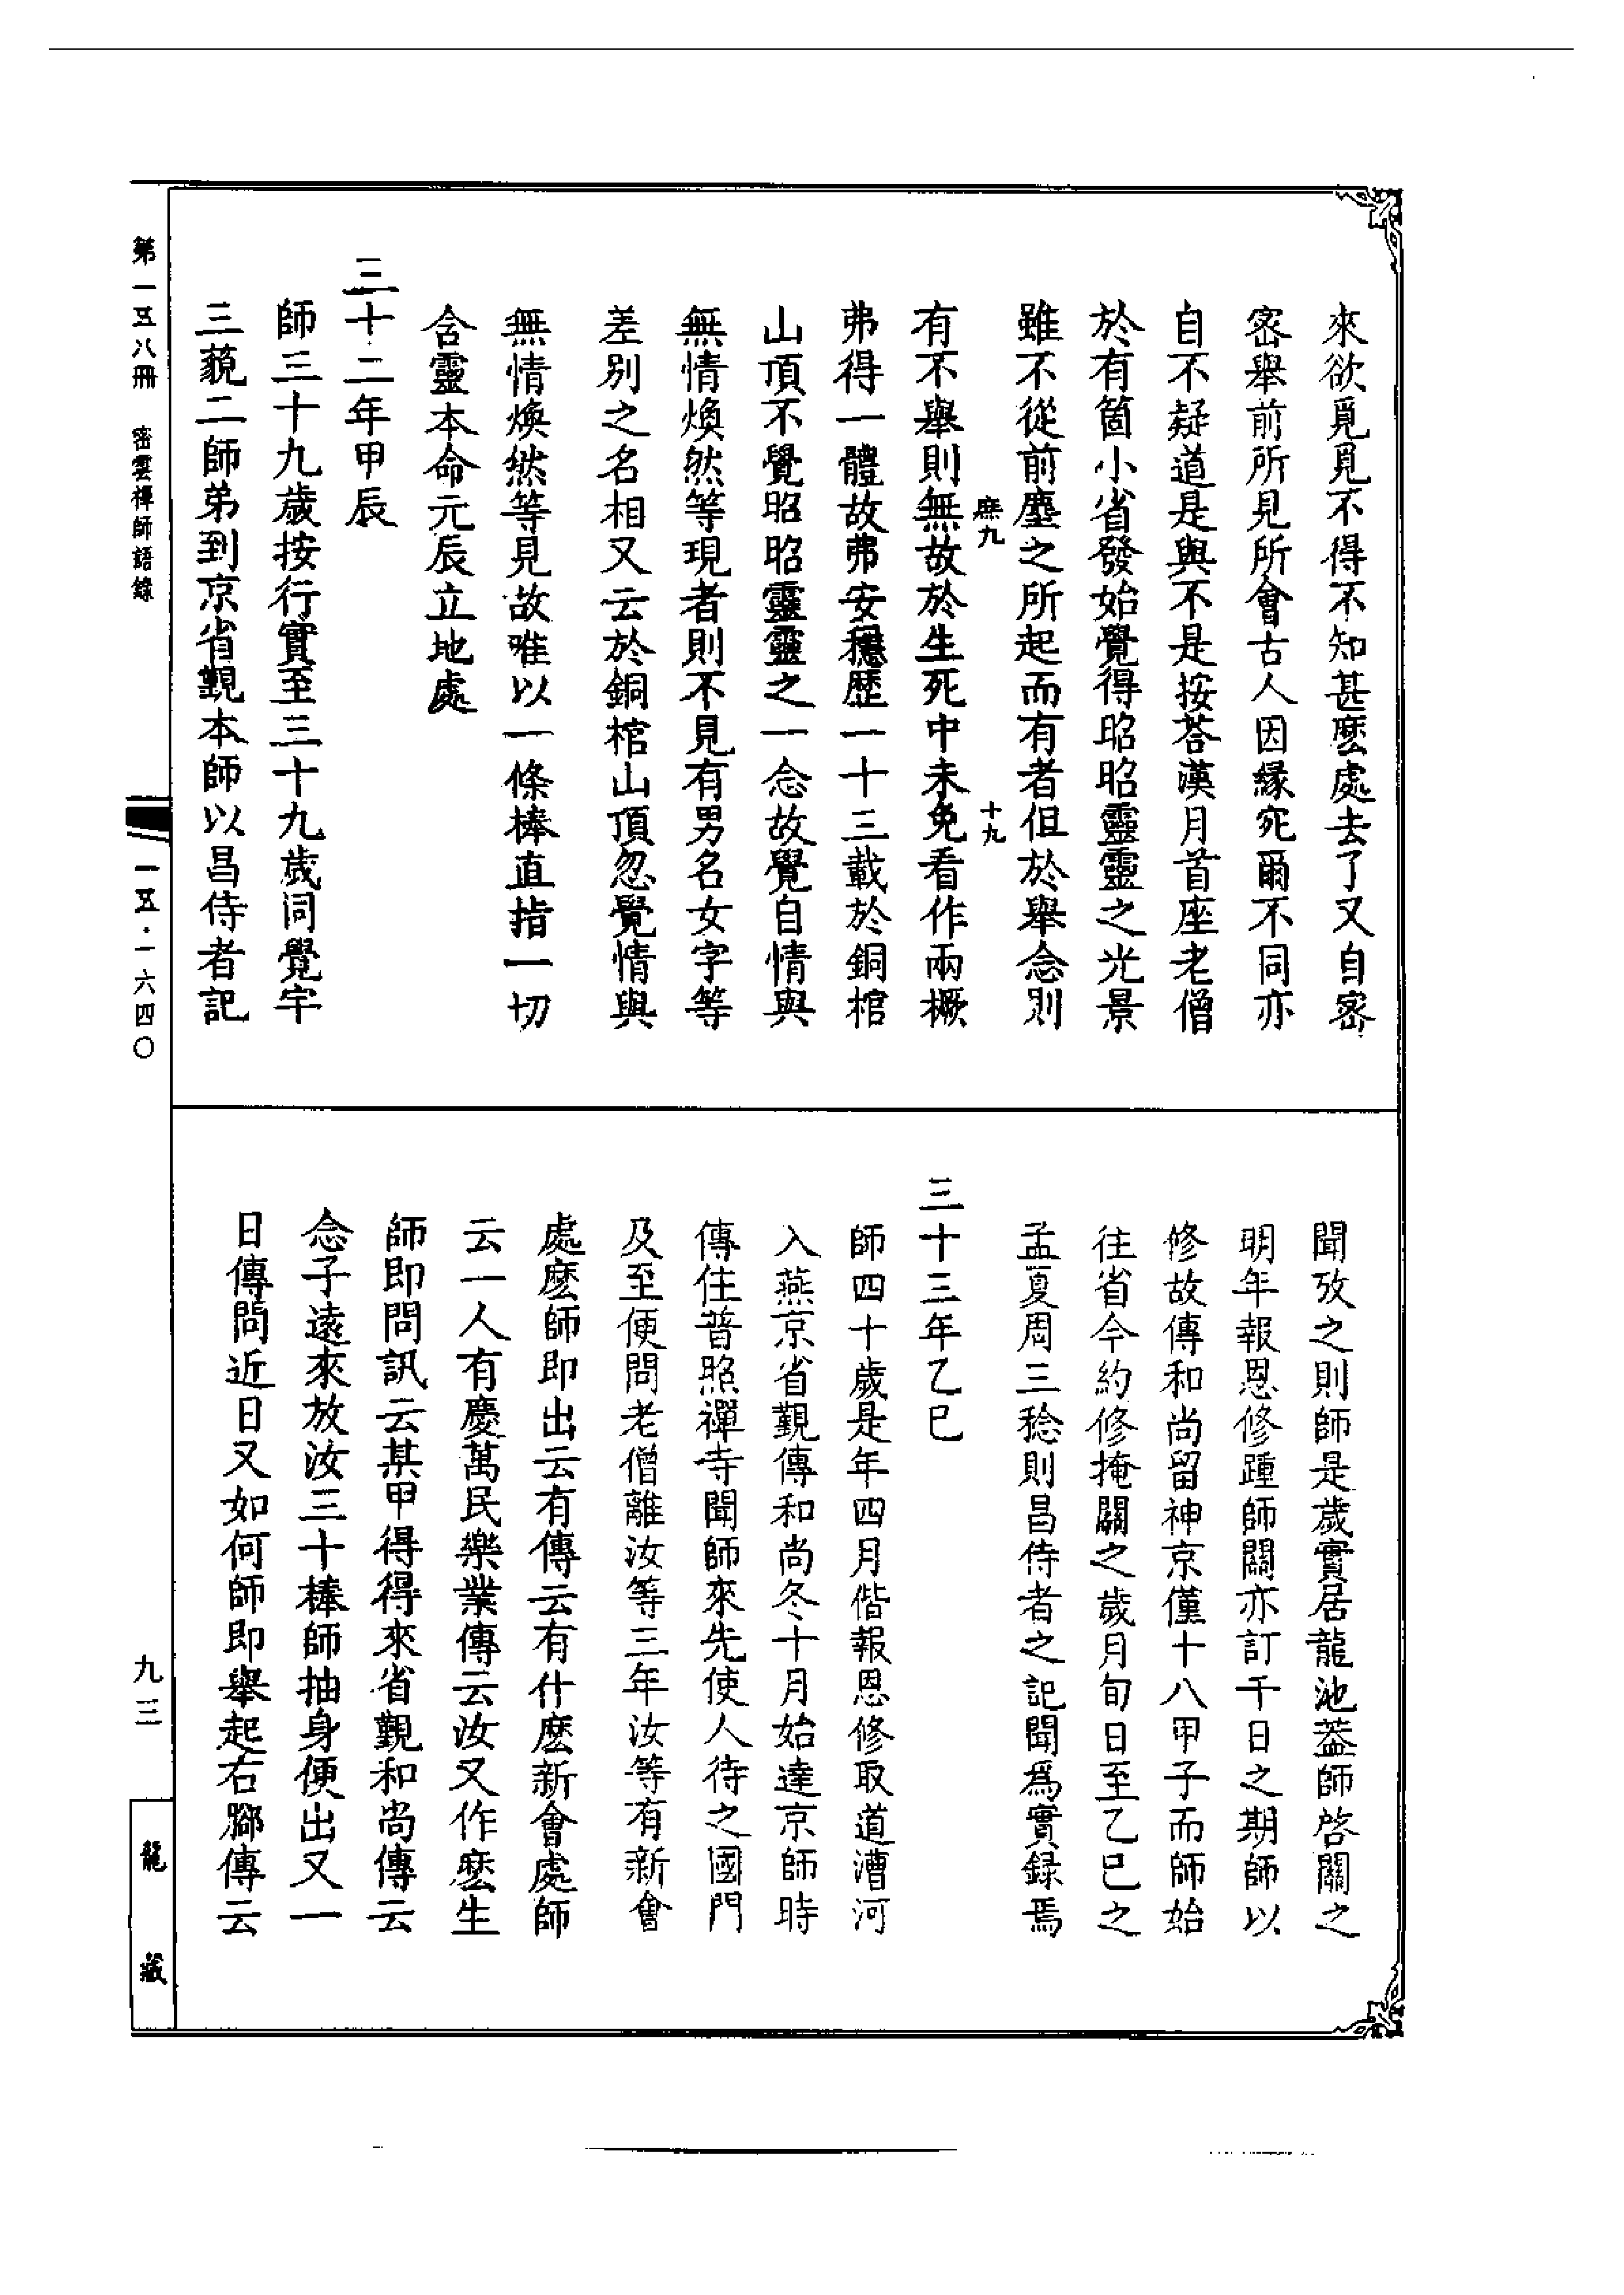 來欲覓覓不得不知甚麽處去了又自密
密舉前所見所會古人因緣宛爾不同亦
自不疑道是與不是按荅漢月首座老僧
於有箇小省發始覺得昭昭靈靈之光景
雖不從前塵之所起而有者但於舉念則
庶九
十九
有不舉則無故於生死中未免看作兩橛
弗得一體故弗安穩歷一十三載於銅棺
山頂不覺昭昭靈靈之一念故覺自情與
無情煥然等現者則不見有男名女字等
差別之名相又云於銅棺山頂忽覺情與
無情煥然等見故唯以一條棒直指一切
含靈本命元辰立地處
三十二年甲辰
師三十九歲按行實至三十九歲同覺宇
三藐二師弟到京省覲本師以昌侍者記
聞攷之則師是歲實居龍池葢師啓關之
明年報恩修踵師關亦訂千日之期師以
修故傳和尚留神京僅十八甲子而師始
往省今約修掩關之歲月旬日至乙巳之
孟夏周三稔則昌侍者之記聞爲實錄焉
三十三年乙巳
師四十歲是年四月偕報恩修取道漕河
入燕京省覲傳和尚冬十月始達京師時
傳住普照禪寺聞師來先使人待之國門
及至便問老僧離汝等三年汝等有新會
處麽師即出云有傳云有什麽新會處師
云一人有慶萬民樂業傳云汝又作麽生
師即問訊云某甲得得來省覲和尚傳云
念子遠來放汝三十棒師抽身便出又一
日傳問近日又如何師即舉起右腳傳云
第一五八冊 密雲禪師語錄
一五·一六四〇
九三
龍藏